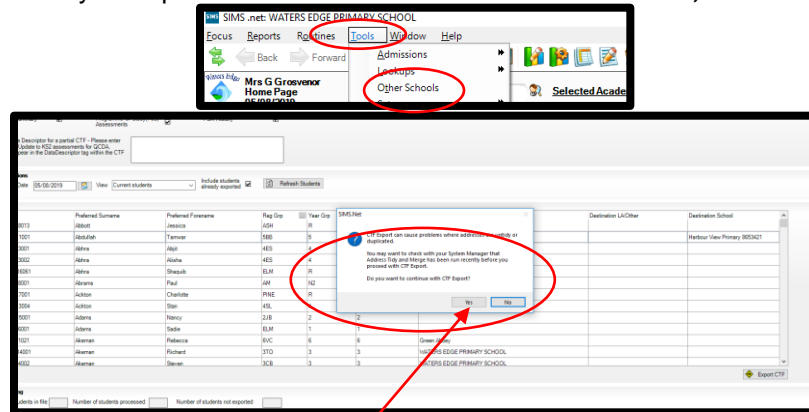 SIMS .net: WATERS EDGE PRIMARY SCHOOL
Focus Reports Routines Tools Window Help
Back Forward
Admissions
Lookups
Other Schools
Mrs G Grosvenor
Home Page
05/08/2019
Selected Acade
Assessments
Descriptor for a partial CTF - Please enter
Update to KS2 assessments for QCDA.
pear in the DataDescriptor tag within the CTF
Date 05/08/2019 View Current students Include students already exported Refresh Students
Preferred Surname Preferred Forename Reg Grp Year Grp Destination LA/Other Destination School
SIMS.Net
CTF Export can cause problems where addresses are untidy or duplicated.
You may want to check with your System Manager that
Address Tidy and Merge has been run recently before you
proceed with CTF Export.
Do you want to continue with CTF Export?
Yes No
Abbott Jessica ASH R
Abdullah Tamwar 5BB 5 Harbour View Primary 8653421
Abhra Abjit 4ES 4
Abhra Alisha 4ES 4
Abhra Shaquib ELM R
Abrams Paul AM N2
Ackton Charlotte PINE R
Ackton Stan 4SL
Adams Nancy 2JB 2 2
Adams Sadie ELM 1 1
Akeman Rebecca 6VC 6 6 Green Abbey
Akeman Richard 3TO 3 3 WATERS EDGE PRIMARY SCHOOL
Akeman Steven 3CB 3 3 WATERS EDGE PRIMARY SCHOOL
Export CTF
udents in file Number of students processed Number of students not exported